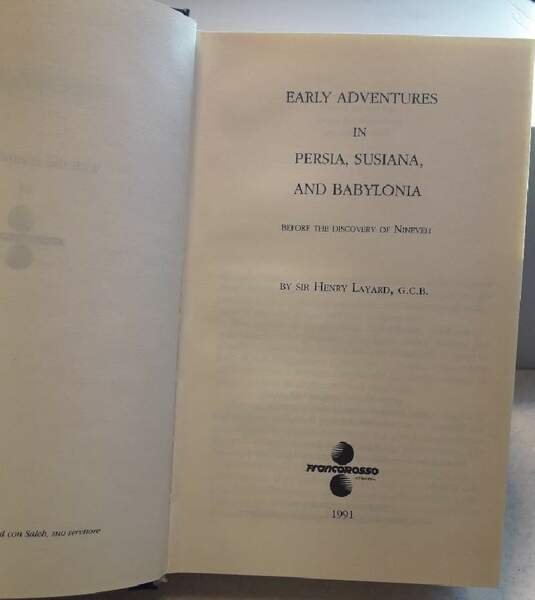 con Saleh, suo servitore
EARLY ADVENTURES
IN
PERSIA, SUSIANA,
AND BABYLONIA
BEFORE THE DISCOVERY OF NINEVEH
BY SIR HENRY LAYARD, G.C.B.
FRANCOROSSO
1991